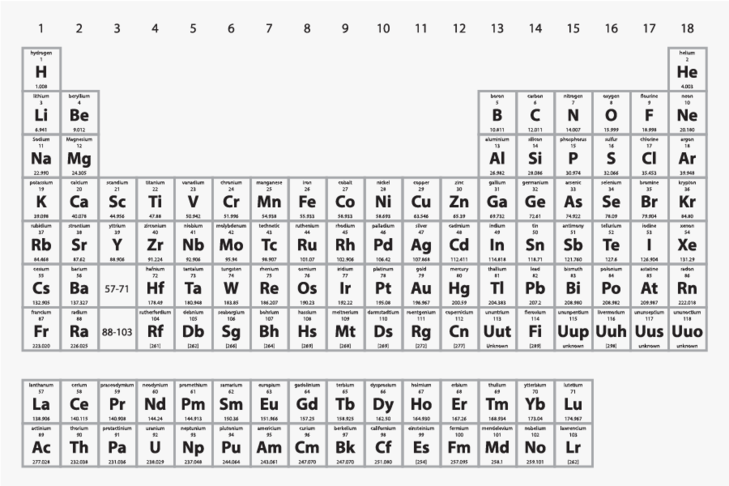 1 2 3 4 5 6 7 8 9 10 11 12 13 14 15 16 17 18
hydrogen helium
1 2
H He
1.008 4.003
lithium beryllium boron carbon nitrogen oxygen neon
3 4 5 6 7 8 9 10
Li Be B C N O F Ne
6.941 9.012 10.811 12.011 14.007 15.999 18.998 20.180
Sodium Magnesium aluminium silicon phosphorus sulfur chlorine argon
11 12 13 14 15 16 17 18
Na Mg Al Si P S Cl Ar
22.990 24.305 26.982 28.086 30.974 32.066 35.453 39.948
potassium calcium titanium manganese iron cobalt nickel zinc gallium germanium selenium bromine
19 20 21 22 23 24 25 26 27 28 29 30 31 32 33 34 35 36
K Ca Sc Ti V Cr Mn Fe Co Ni Cu Zn Ga Ge As Se Br Kr
39.098 40.078 44.956 47.88 50.942 51.996 54.938 55.933 58.933 58.693 63.546 65.39 69.732 72.61 74.922 78.09 79.904 84.80
rubidium yttrium zirconium molybdenum ruthenium rhodium palladium silver cadmium tin antimony iodine xenon
37 38 39 40 41 42 43 44 45 46 47 48 49 50 51 52 53 54
Rb Sr Y Zr Nb Mo Tc Ru Rh Pd Ag Cd In Sn Sb Te I Xe
84.468 87.62 88.906 91.224 92.906 95.94 98.907 101.07 102.906 106.42 107.868 112.411 114.818 118.71 121.760 127.6 126.904 131.29
barium tantalum tungsten osmium iridium platinum gold mercury lead bismuth polonium astatine radon
55 56 72 73 74 75 76 77 78 79 80 81 82 83 84 85 86
Cs Ba 57-71 Hf Ta W Re Os Ir Pt Au Hg Tl Pb Bi Po At Rn
132.905 137.327 178.49 180.948 183.85 186.207 190.23 192.22 195.08 196.967 200.59 204.383 207.2 208.980 208.982 209.987 222.018
francium radium rutherfordium dubnium seaborgium bohrium hassium meitnerium darmstadtium roentgenium copernicium ununtrium flerovium ununpentium livermorium ununseptium ununoctium
87 88 104 105 106 107 108 109 110 111 112 113 114 115 116 117 118
Fr Ra 88-103 Rf Db Sg Bh Hs Mt Ds Rg Cn Uut Fi Uup Uuh Uus Uuo
223.020 226.025 [261] [262] [266] [264] [269] [268] [269] [272] [277] unknown [289] unknown [298] unknown unknown
lanthanum cerium praseodymium neodymium promethium samarium europium gadolinium terbium dysprosium holmium erbium thulium ytterbium lutetium
57 58 59 60 61 62 63 64 65 66 67 68 69 70 71
La Ce Pr Nd Pm Sm Eu Gd Tb Dy Ho Er Tm Yb Lu
138.906 140.115 140.908 144.24 144.913 150.36 151.966 157.25 158.925 162.50 164.930 167.26 168.934 173.04 174.967
actinium thorium protactinium uranium neptunium plutonium americium curium berkelium californium einsteinium fermium mendelevium nobelium lawrencium
89 90 91 92 93 94 95 96 97 98 99 100 101 102 103
Ac Th Pa U Np Pu Am Cm Bk Cf Es Fm Md No Lr
277.028 232.038 231.036 238.029 237.048 244.064 243.061 247.070 247.070 251.080 [254] 257.095 258.1 259.101 [262]